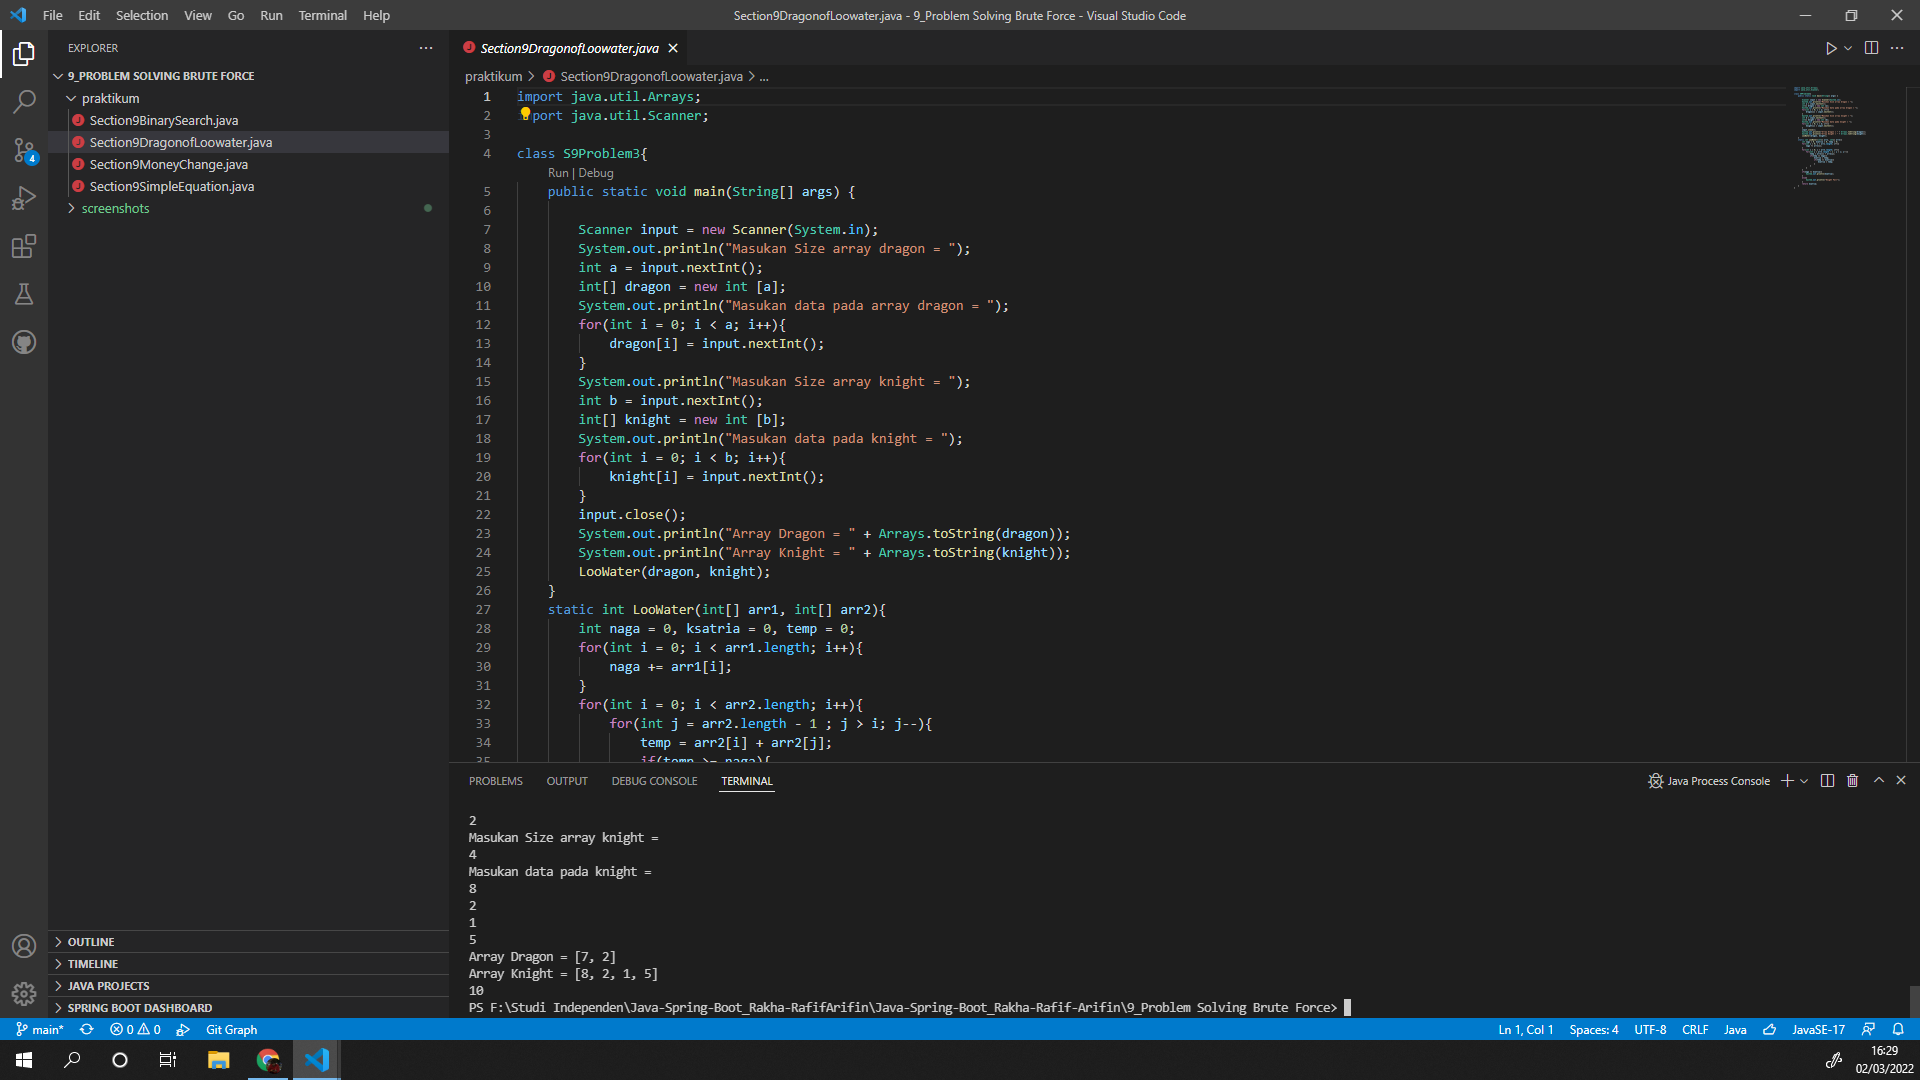 File Edit Selection View Go Run Terminal Help
Section9DragonofLoowater.java - 9_Problem Solving Brute Force - Visual Studio Code
EXPLORER
9_PROBLEM SOLVING BRUTE FORCE
praktikum
Section9BinarySearch.java
Section9DragonofLoowater.java
Section9MoneyChange.java
Section9SimpleEquation.java
screenshots
OUTLINE
TIMELINE
JAVA PROJECTS
SPRING BOOT DASHBOARD
4
Section9DragonofLoowater.java
praktikum > Section9DragonofLoowater.java > ...
1 import java.util.Arrays;
2 port java.util.Scanner;
3
4 class S9Problem3{
Run | Debug
5 public static void main(String[] args) {
6
7 Scanner input = new Scanner(System.in);
8 System.out.println("Masukan Size array dragon = ");
9 int a = input.nextInt();
10 int[] dragon = new int [a];
11 System.out.println("Masukan data pada array dragon = ");
12 for(int i = 0; i < a; i++){
13 dragon[i] = input.nextInt();
14 }
15 System.out.println("Masukan Size array knight = ");
16 int b = input.nextInt();
17 int[] knight = new int [b];
18 System.out.println("Masukan data pada knight = ");
19 for(int i = 0; i < b; i++){
20 knight[i] = input.nextInt();
21 }
22 input.close();
23 System.out.println("Array Dragon = " + Arrays.toString(dragon));
24 System.out.println("Array Knight = " + Arrays.toString(knight));
25 LooWater(dragon, knight);
26 }
27 static int LooWater(int[] arr1, int[] arr2){
28 int naga = 0, ksatria = 0, temp = 0;
29 for(int i = 0; i < arr1.length; i++){
30 naga += arr1[i];
31 }
32 for(int i = 0; i < arr2.length; i++){
33 for(int j = arr2.length - 1 ; j > i; j--){
34 temp = arr2[i] + arr2[j];
35 if(temp >= naga){
PROBLEMS OUTPUT DEBUG CONSOLE TERMINAL
Java Process Console
2
Masukan Size array knight =
4
Masukan data pada knight =
8
2
1
5
Array Dragon = [7, 2]
Array Knight = [8, 2, 1, 5]
10
PS F:\Studi Independen\Java-Spring-Boot_Rakha-RafifArifin\Java-Spring-Boot_Rakha-Rafif-Arifin\9_Problem Solving Brute Force>
main* 0 0 Git Graph
Ln 1, Col 1 Spaces: 4 UTF-8 CRLF Java JavaSE-17
16:29
02/03/2022